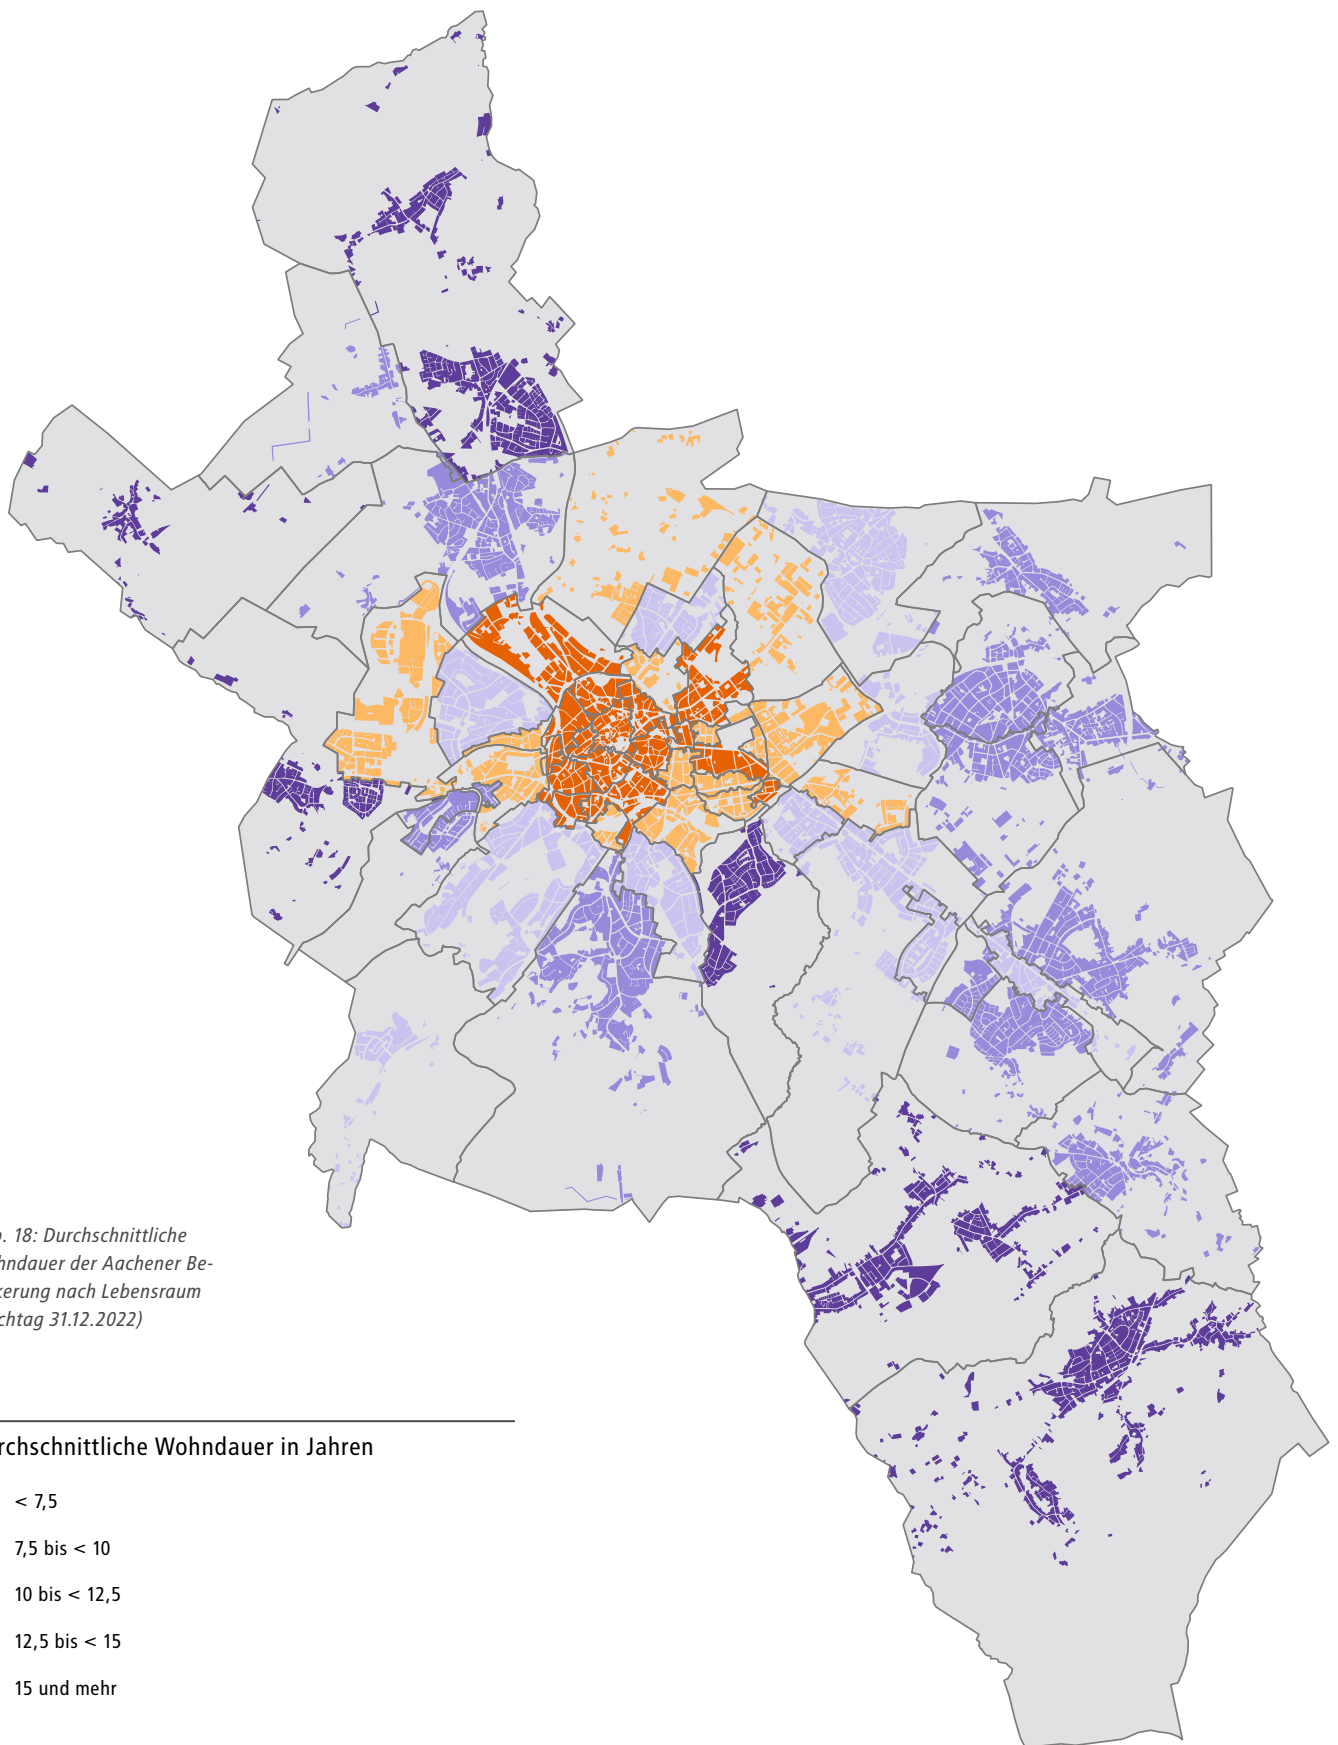 . 18: Durchschnittliche
hndauer der Aachener Be-
kerung nach Lebensraum
chtag 31.12.2022)
rchschnittliche Wohndauer in Jahren
< 7,5
7,5 bis < 10
10 bis < 12,5
12,5 bis < 15
15 und mehr